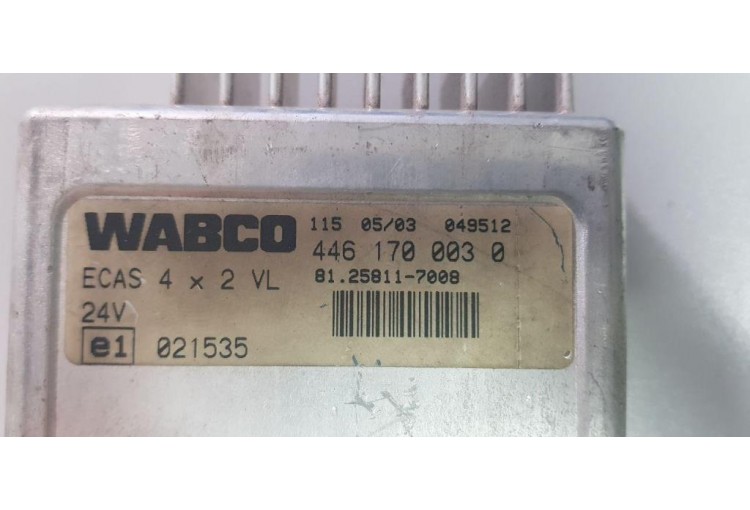 WABCO 115 05/03 049512
446 170 003 0
ECAS 4 x 2 VL 81.25811-7008
24V
e1 021535